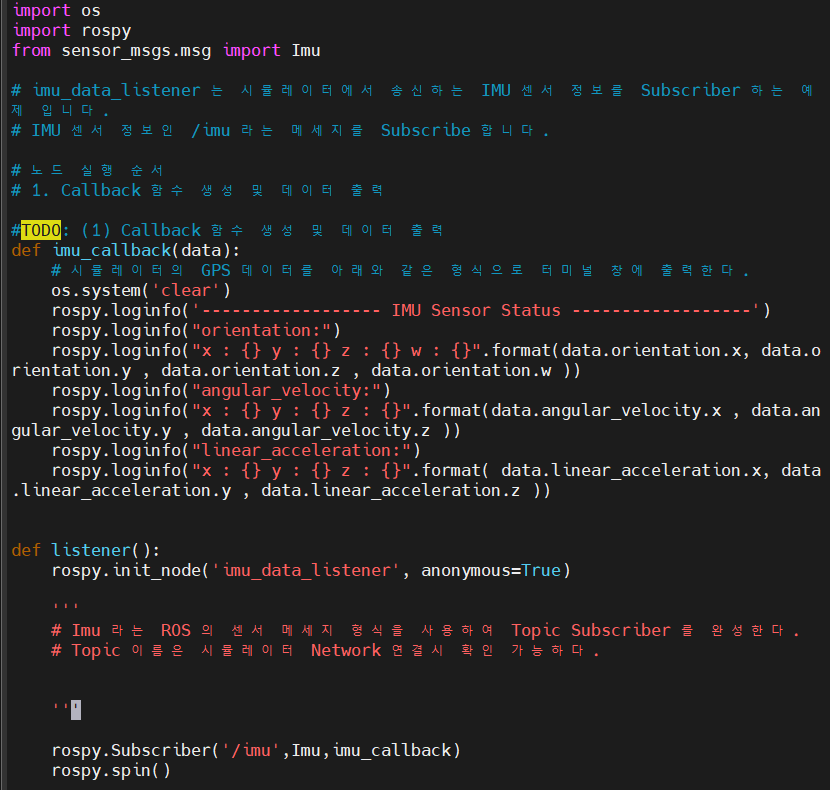 import os
import rospy
from sensor_msgs.msg import Imu
# imu_data_listener 는 시뮬레이터에서 송신하는 IMU 센서 정보를 Subscriber 하는 예
제 입니다.
# IMU 센서 정보인 /imu 라는 메세지를 Subscribe 합니다.
# 노드 실행 순서
# 1. Callback 함수 생성 및 데이터 출력
#TODO: (1) Callback 함수 생성 및 데이터 출력
def imu_callback(data):
    # 시뮬레이터의 GPS 데이터를 아래와 같은 형식으로 터미널 창에 출력한다.
    os.system('clear')
    rospy.loginfo('------------------ IMU Sensor Status ------------------')
    rospy.loginfo("orientation:")
    rospy.loginfo("x : {} y : {} z : {} w : {}".format(data.orientation.x, data.o
rientation.y , data.orientation.z , data.orientation.w ))
    rospy.loginfo("angular_velocity:")
    rospy.loginfo("x : {} y : {} z : {}".format(data.angular_velocity.x , data.an
gular_velocity.y , data.angular_velocity.z ))
    rospy.loginfo("linear_acceleration:")
    rospy.loginfo("x : {} y : {} z : {}".format( data.linear_acceleration.x, data
.linear_acceleration.y , data.linear_acceleration.z ))
def listener():
    rospy.init_node('imu_data_listener', anonymous=True)
    '''
    # Imu 라는 ROS 의 센서 메세지 형식을 사용하여 Topic Subscriber 를 완성한다.
    # Topic 이름은 시뮬레이터 Network 연결시 확인 가능하다.
    '''
    rospy.Subscriber('/imu',Imu,imu_callback)
    rospy.spin()